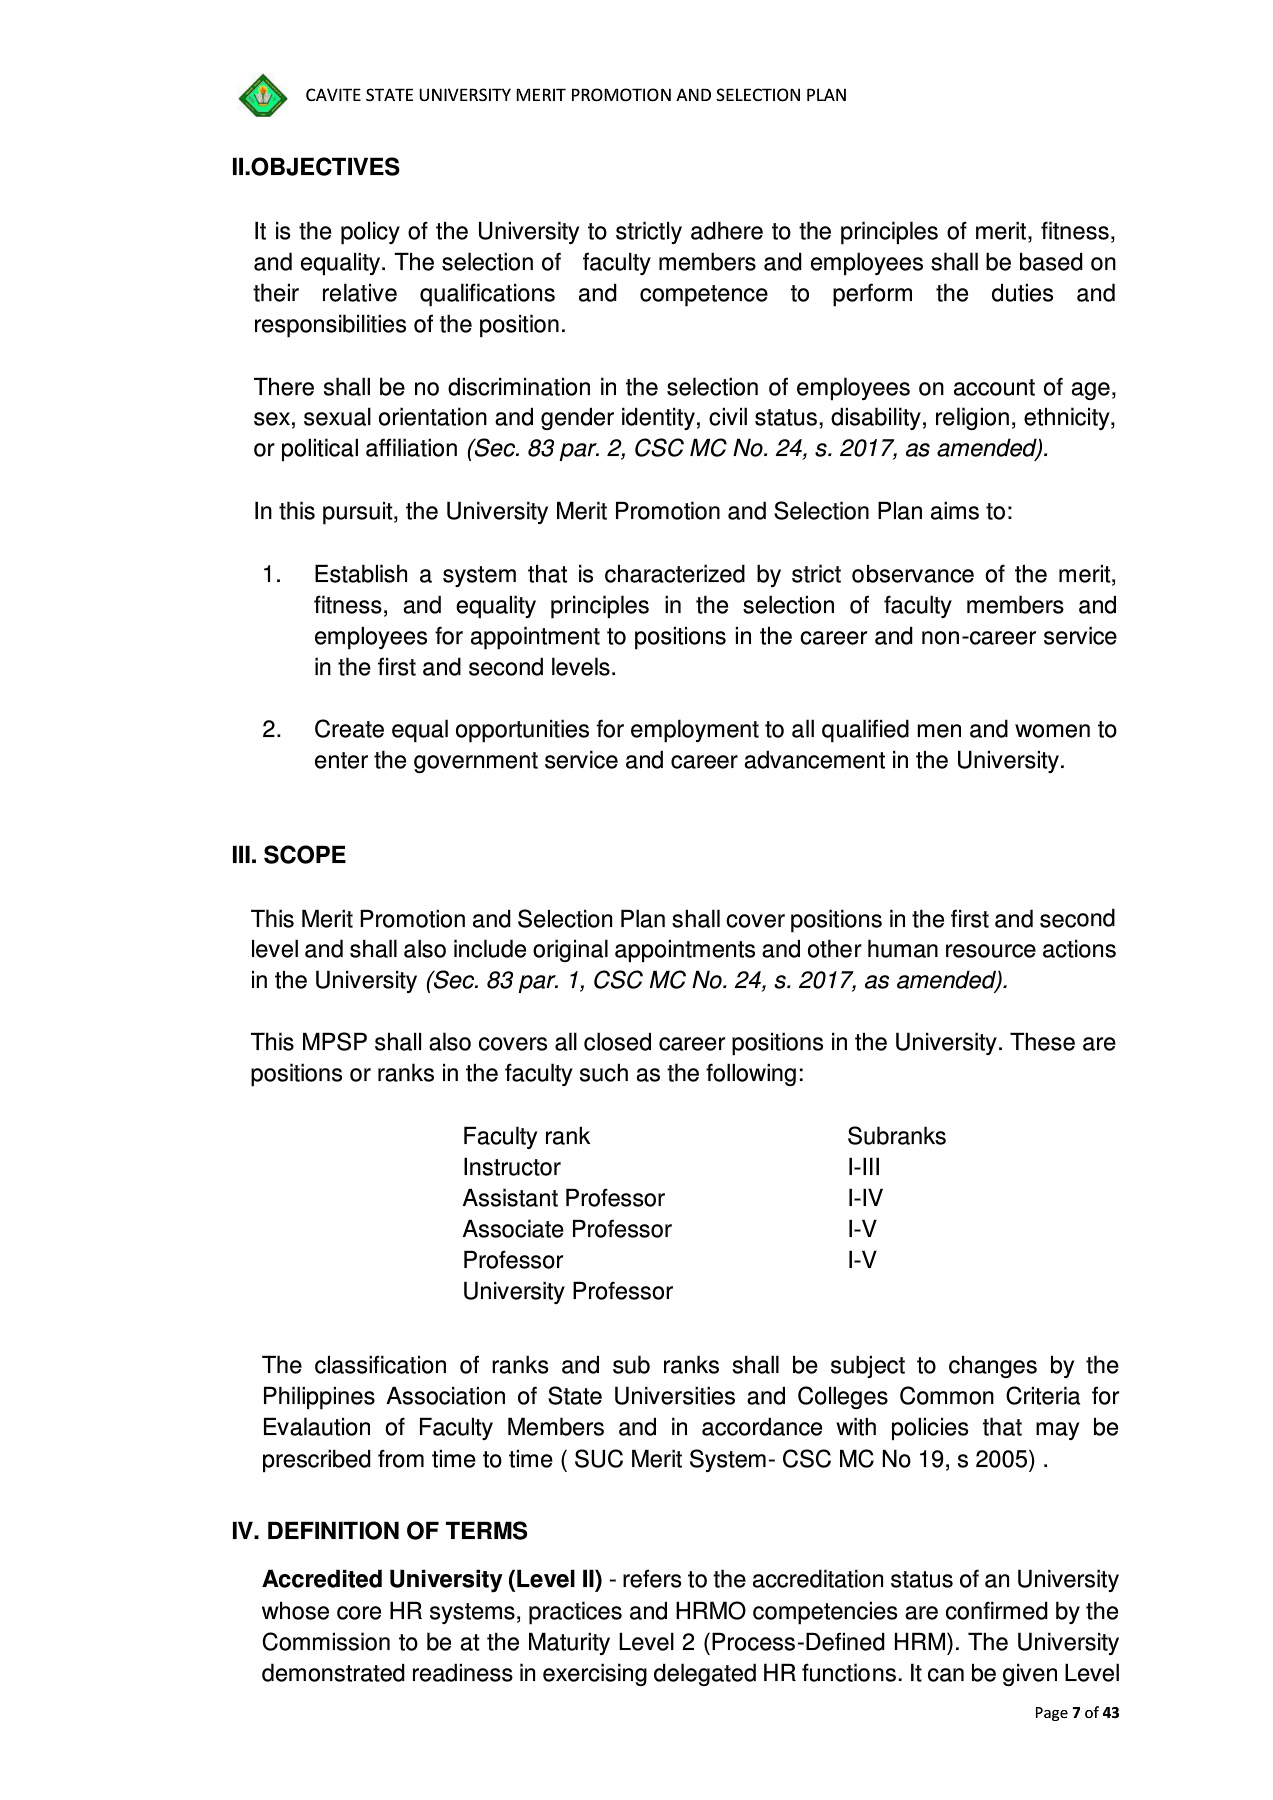 CAVITE STATE UNIVERSITY MERIT PROMOTION AND SELECTION PLAN
II.OBJECTIVES
It is the policy of the University to strictly adhere to the principles of merit, fitness,
and equality. The selection of faculty members and employees shall be based on
their relative qualifications and competence to perform the duties and
responsibilities of the position.
There shall be no discrimination in the selection of employees on account of age,
sex, sexual orientation and gender identity, civil status, disability, religion, ethnicity,
or political affiliation (Sec. 83 par. 2, CSC MC No. 24, s. 2017, as amended).
In this pursuit, the University Merit Promotion and Selection Plan aims to:
1. Establish a system that is characterized by strict observance of the merit,
fitness, and equality principles in the selection of faculty members and
employees for appointment to positions in the career and non-career service
in the first and second levels.
2. Create equal opportunities for employment to all qualified men and women to
enter the government service and career advancement in the University.
III. SCOPE
This Merit Promotion and Selection Plan shall cover positions in the first and second
level and shall also include original appointments and other human resource actions
in the University (Sec. 83 par. 1, CSC MC No. 24, s. 2017, as amended).
This MPSP shall also covers all closed career positions in the University. These are
positions or ranks in the faculty such as the following:
Faculty rank Subranks
Instructor I-III
Assistant Professor I-IV
Associate Professor I-V
Professor I-V
University Professor
The classification of ranks and sub ranks shall be subject to changes by the
Philippines Association of State Universities and Colleges Common Criteria for
Evalaution of Faculty Members and in accordance with policies that may be
prescribed from time to time ( SUC Merit System- CSC MC No 19, s 2005) .
IV. DEFINITION OF TERMS
Accredited University (Level II) - refers to the accreditation status of an University
whose core HR systems, practices and HRMO competencies are confirmed by the
Commission to be at the Maturity Level 2 (Process-Defined HRM). The University
demonstrated readiness in exercising delegated HR functions. It can be given Level
Page 7 of 43